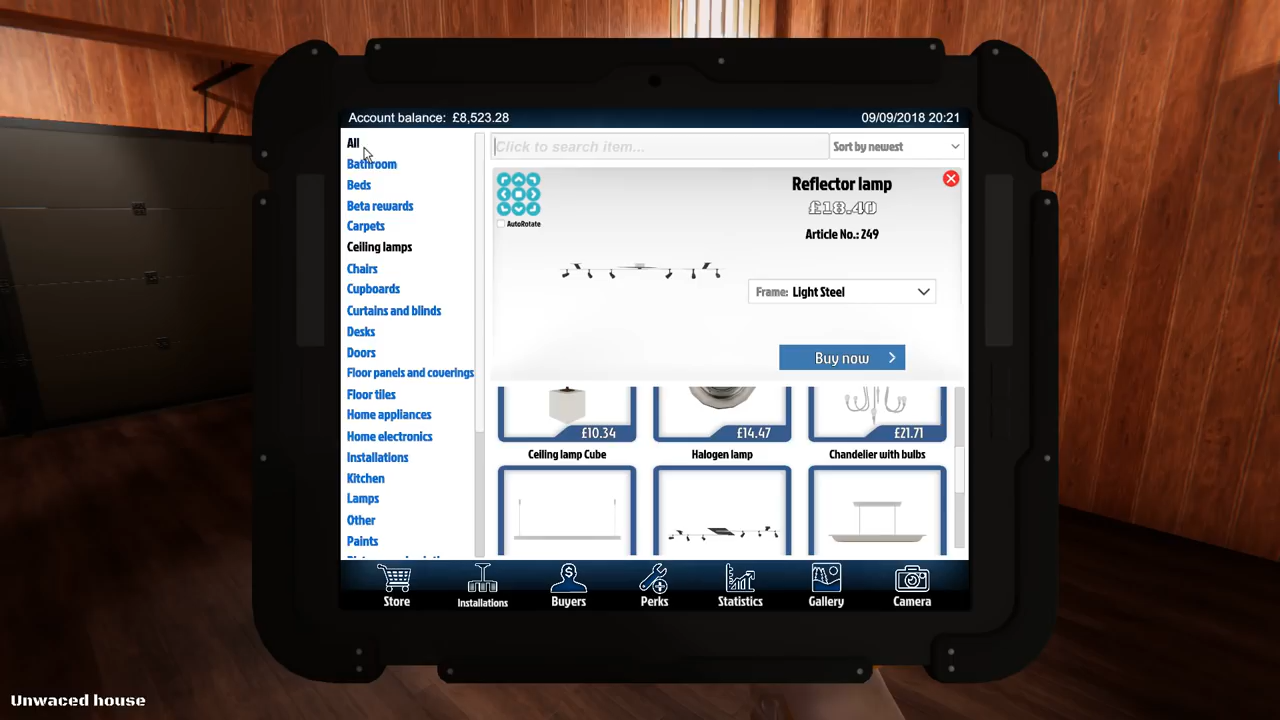 Account balance: £8,523.28
09/09/2018 20:21
All
Bathroom
Beds
Beta rewards
Carpets
Ceiling lamps
Chairs
Cupboards
Curtains and blinds
Desks
Doors
Floor panels and coverings
Floor tiles
Home appliances
Home electronics
Installations
Kitchen
Lamps
Other
Paints
Click to search item...
Sort by newest
AutoRotate
Reflector lamp
£18.40
Article No.: 249
Frame: Light Steel
Buy now
£10.34
£14.47
£21.71
Ceiling lamp Cube
Halogen lamp
Chandelier with bulbs
Store
Installations
Buyers
Perks
Statistics
Gallery
Camera
Unwaced house